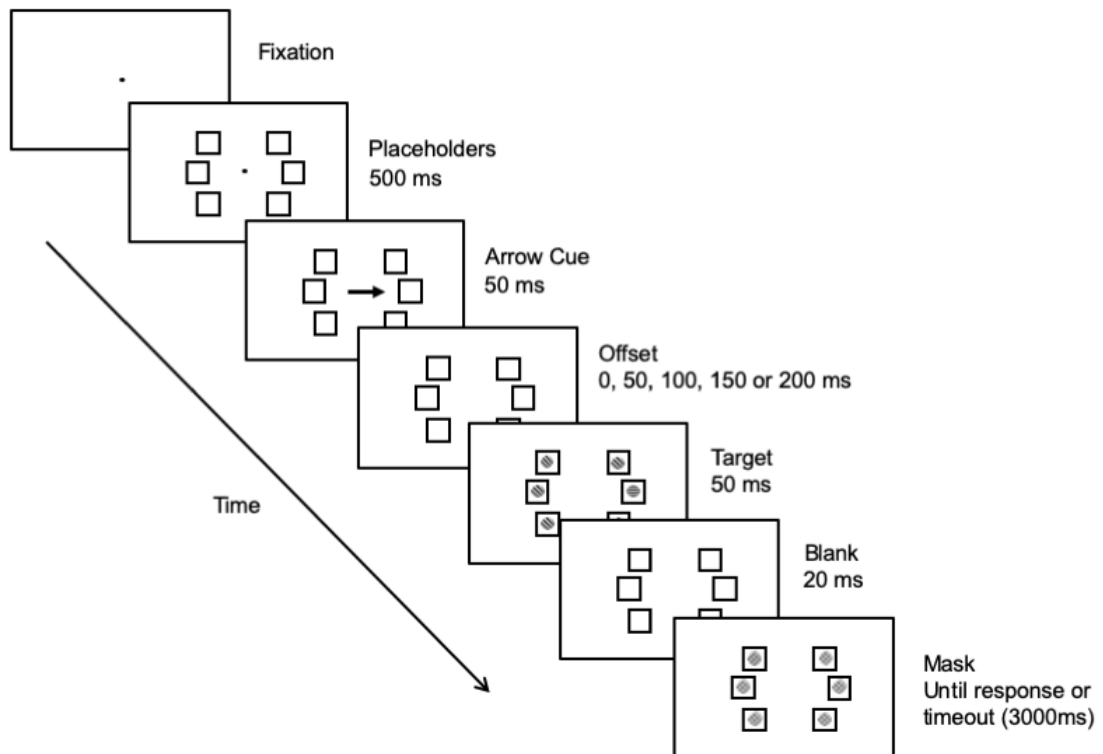 Fixation
Placeholders
500 ms
Arrow Cue
50 ms
Offset
0, 50, 100, 150 or 200 ms
Target
50 ms
Time
Blank
20 ms
Mask
Until response or
timeout (3000ms)